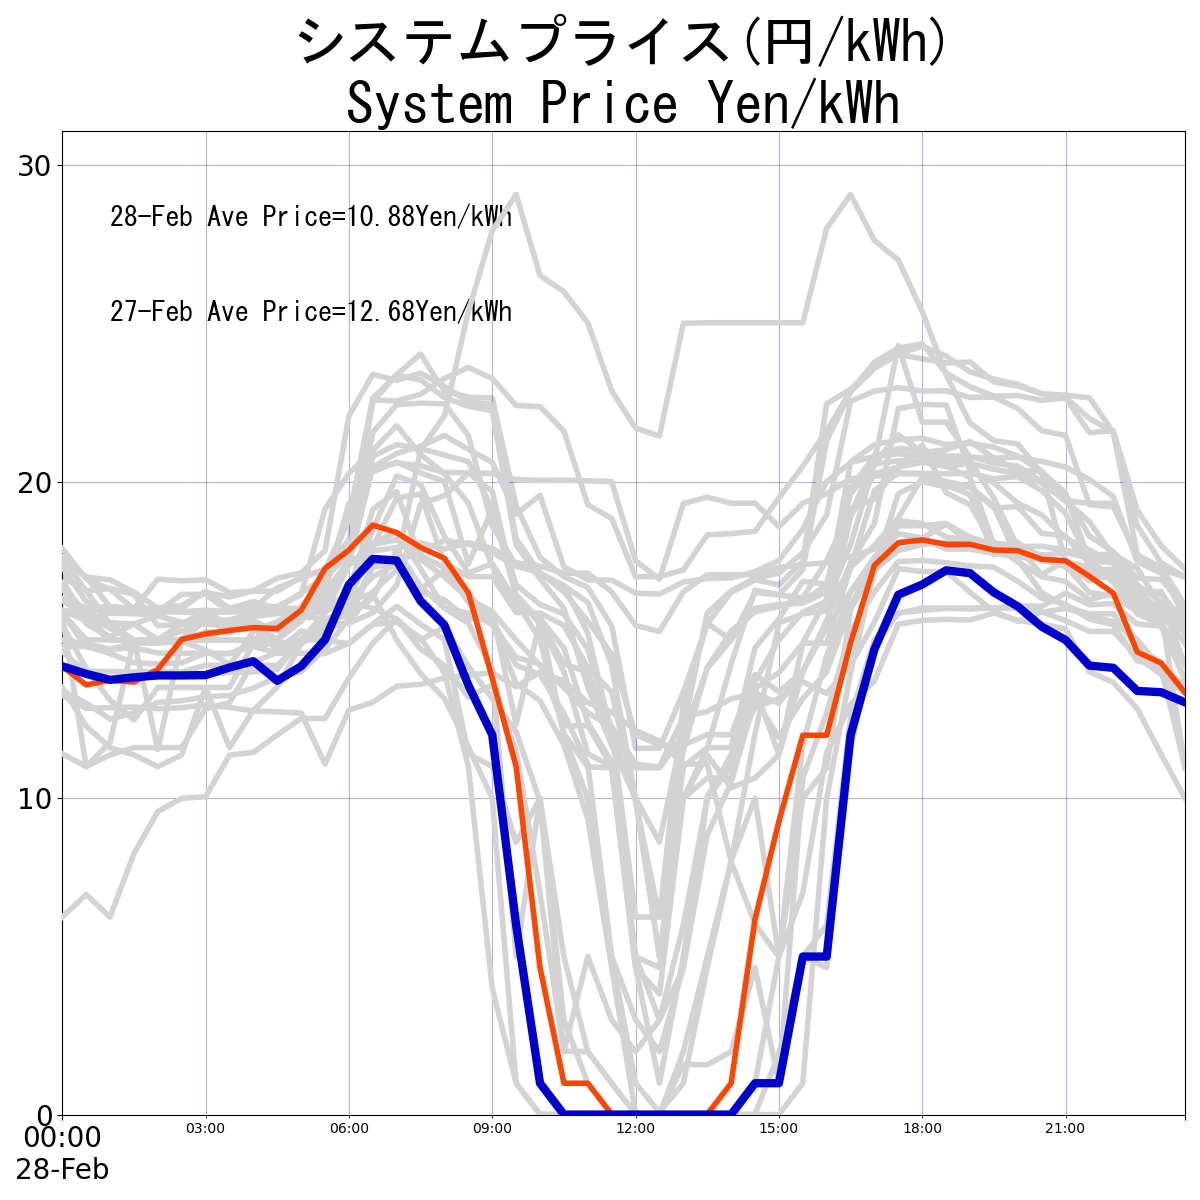 システムプライス(円/kWh)
System Price Yen/kWh
30
28-Feb Ave Price=10.88Yen/kWh
27-Feb Ave Price=12.68Yen/kWh
20
10
0
00:00 03:00 06:00 09:00 12:00 15:00 18:00 21:00
28-Feb